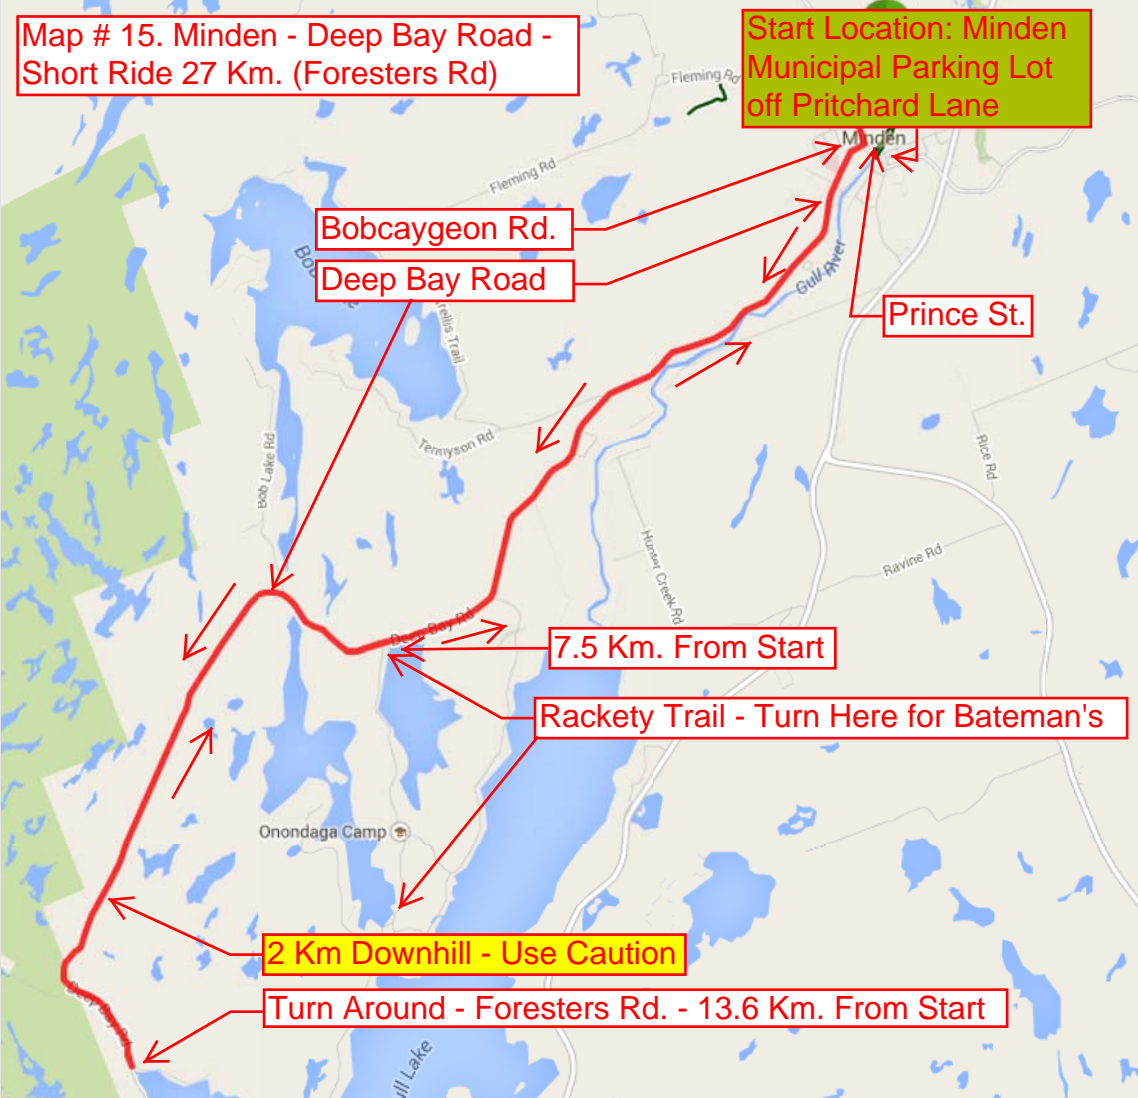 Map # 15. Minden - Deep Bay Road -
Short Ride 27 Km. (Foresters Rd)
Start Location: Minden
Municipal Parking Lot
off Pritchard Lane
Fleming Rd
Minden
Fleming Rd
Bobcaygeon Rd.
Deep Bay Road
Gull River
Prince St.
Trail
Tennyson Rd
Bob Lake Rd
Rice Rd
Hunter Creek Rd
Ravine Rd
Deep Bay Rd
7.5 Km. From Start
Rackety Trail - Turn Here for Bateman's
Onondaga Camp
2 Km Downhill - Use Caution
Deep Bay Rd
Turn Around - Foresters Rd. - 13.6 Km. From Start
ull Lake